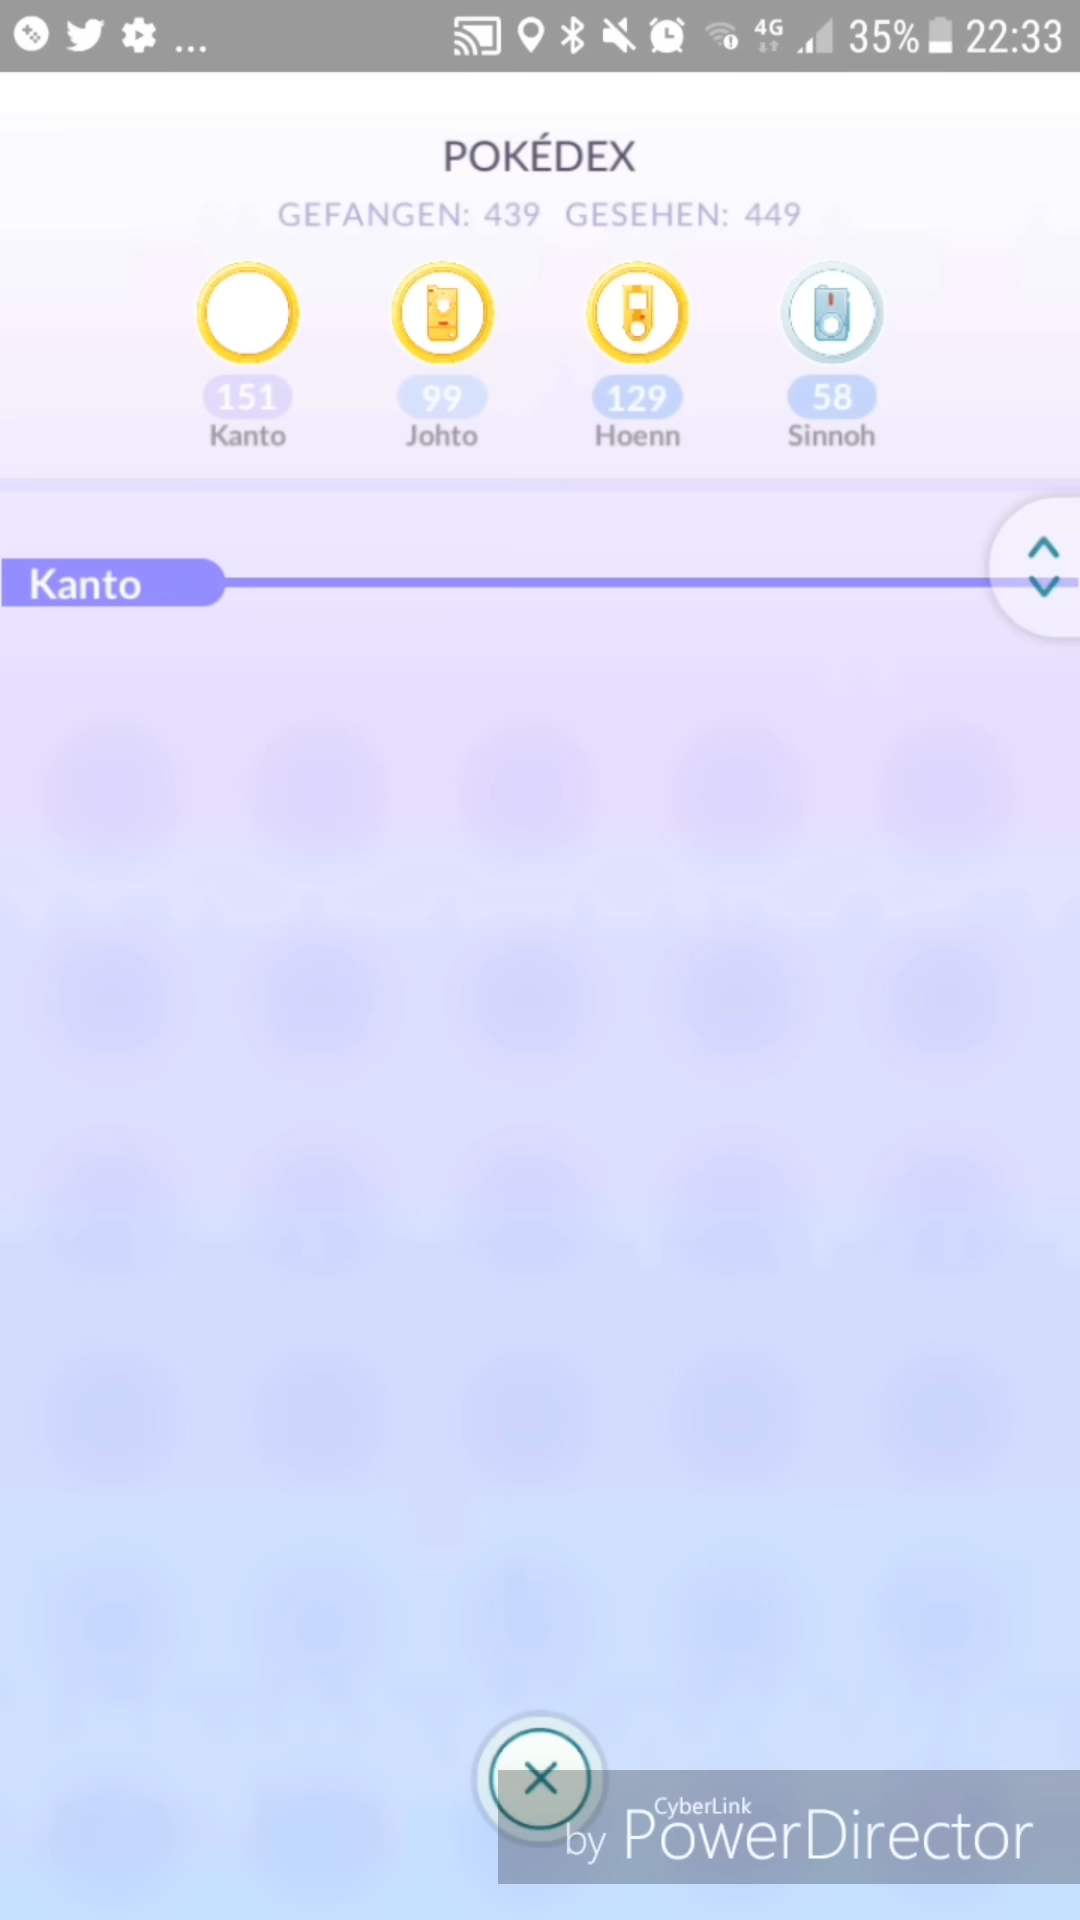 ... 4G 35% 22:33
POKÉDEX
GEFANGEN: 439 GESEHEN: 449
151 99 129 58
Kanto Johto Hoenn Sinnoh
Kanto
CyberLink
by PowerDirector